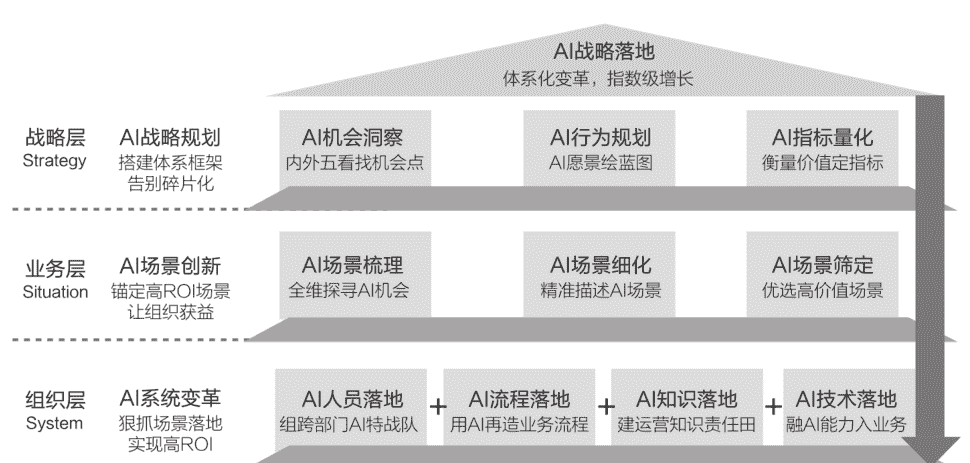 AI战略落地
体系化变革，指数级增长
战略层
Strategy
AI战略规划
搭建体系框架
告别碎片化
AI机会洞察
内外五看找机会点
AI行为规划
AI愿景绘蓝图
AI指标量化
衡量价值定指标
业务层
Situation
AI场景创新
锚定高ROI场景
让组织获益
AI场景梳理
全维探寻AI机会
AI场景细化
精准描述AI场景
AI场景筛定
优选高价值场景
组织层
System
AI系统变革
狠抓场景落地
实现高ROI
AI人员落地
组跨部门AI特战队
+
AI流程落地
用AI再造业务流程
+
AI知识落地
建运营知识责任田
+
AI技术落地
融AI能力入业务